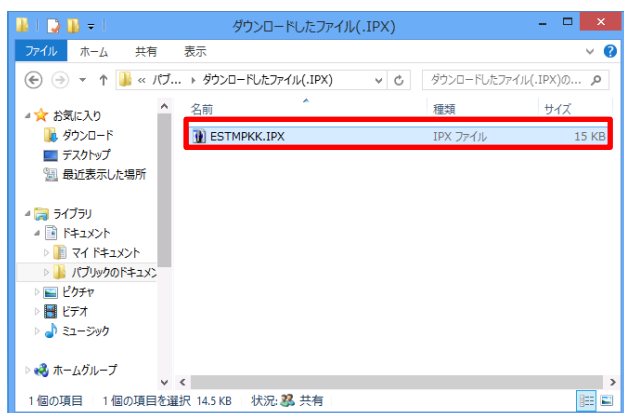 ダウンロードしたファイル(.IPX)
ファイル ホーム 共有 表示
« パブ... ▸ ダウンロードしたファイル(.IPX) ダウンロードしたファイル(.IPX)の...
お気に入り
ダウンロード
デスクトップ
最近表示した場所
ライブラリ
ドキュメント
マイ ドキュメント
パブリックのドキュメン
ピクチャ
ビデオ
ミュージック
ホームグループ
名前 種類 サイズ
ESTMPKK.IPX IPX ファイル 15 KB
1 個の項目 1 個の項目を選択 14.5 KB 状況: 共有